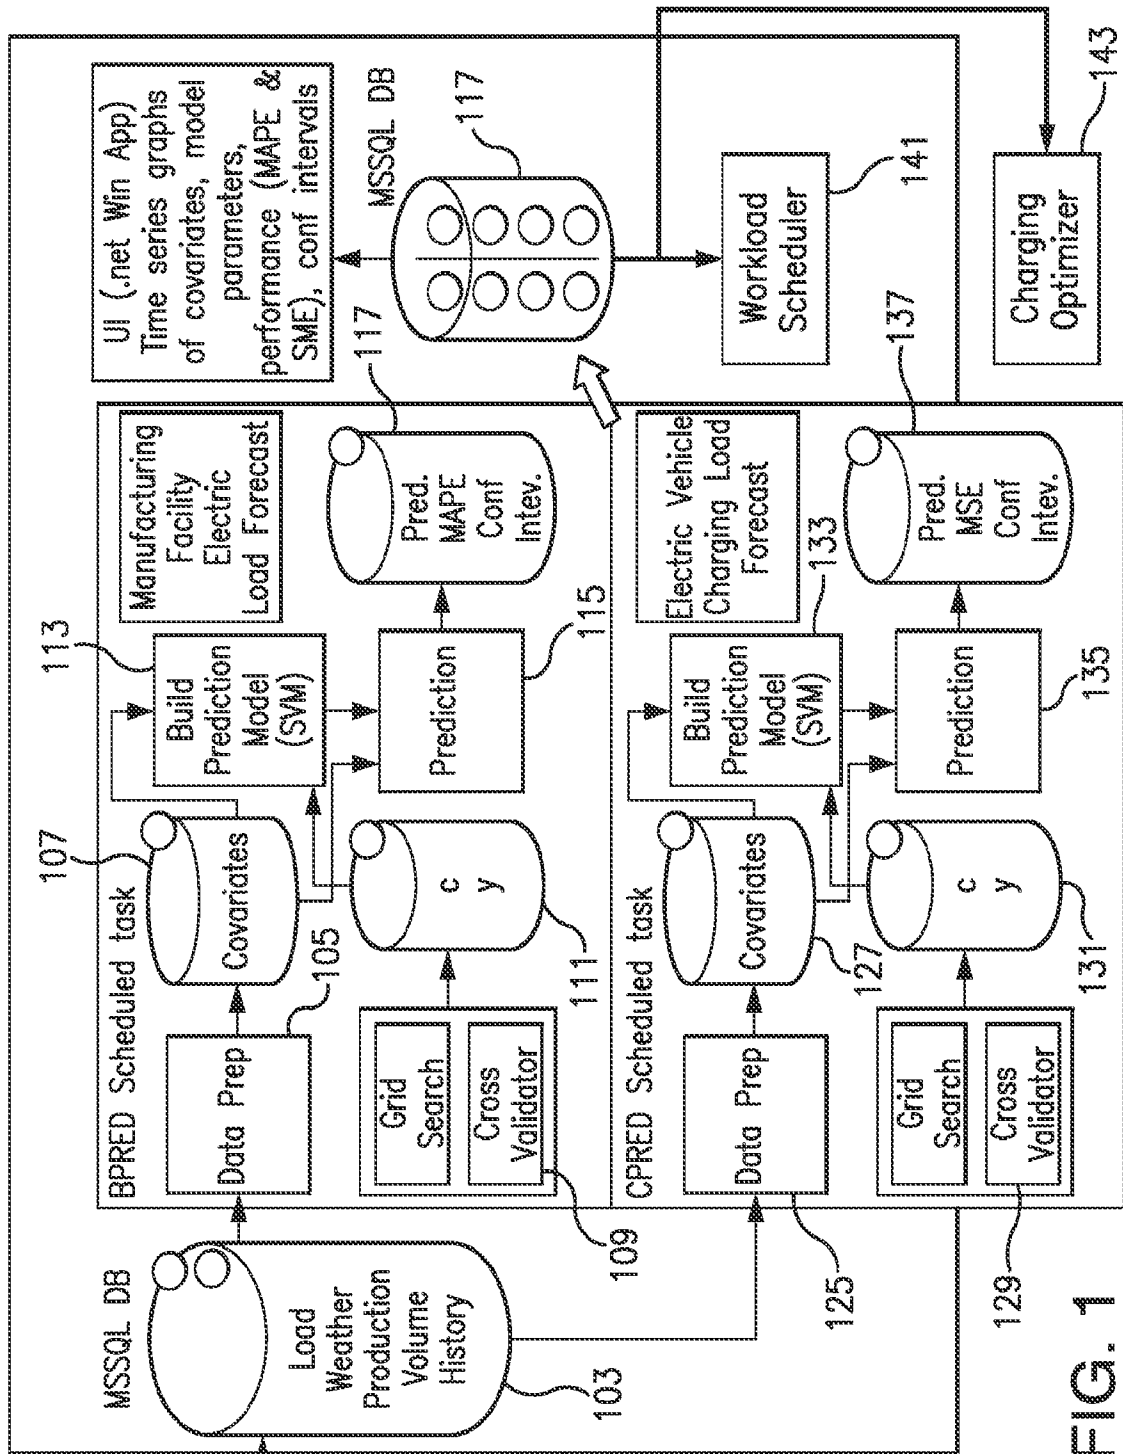 MSSQL DB
Load
Weather
Production
Volume
History
103
BPRED Scheduled task
Data Prep
105
107
Covariates
Grid
Search
Cross
Validator
109
c
y
111
113
Build
Prediction
Model
(SVM)
Prediction
115
Manufacturing
Facility
Electric
Load Forecast
Pred.
MAPE
Conf
Intev.
117
CPRED Scheduled task
Data Prep
125
Covariates
127
Grid
Search
Cross
Validator
129
c
y
131
Build
Prediction
Model
(SVM)
133
Prediction
135
Electric Vehicle
Charging Load
Forecast
Pred.
MSE
Conf
Intev.
137
UI (.net Win App)
Time series graphs
of covariates, model
parameters,
performance (MAPE &
SME), conf intervals
MSSQL DB
117
Workload
Scheduler
141
Charging
Optimizer
143
FIG. 1